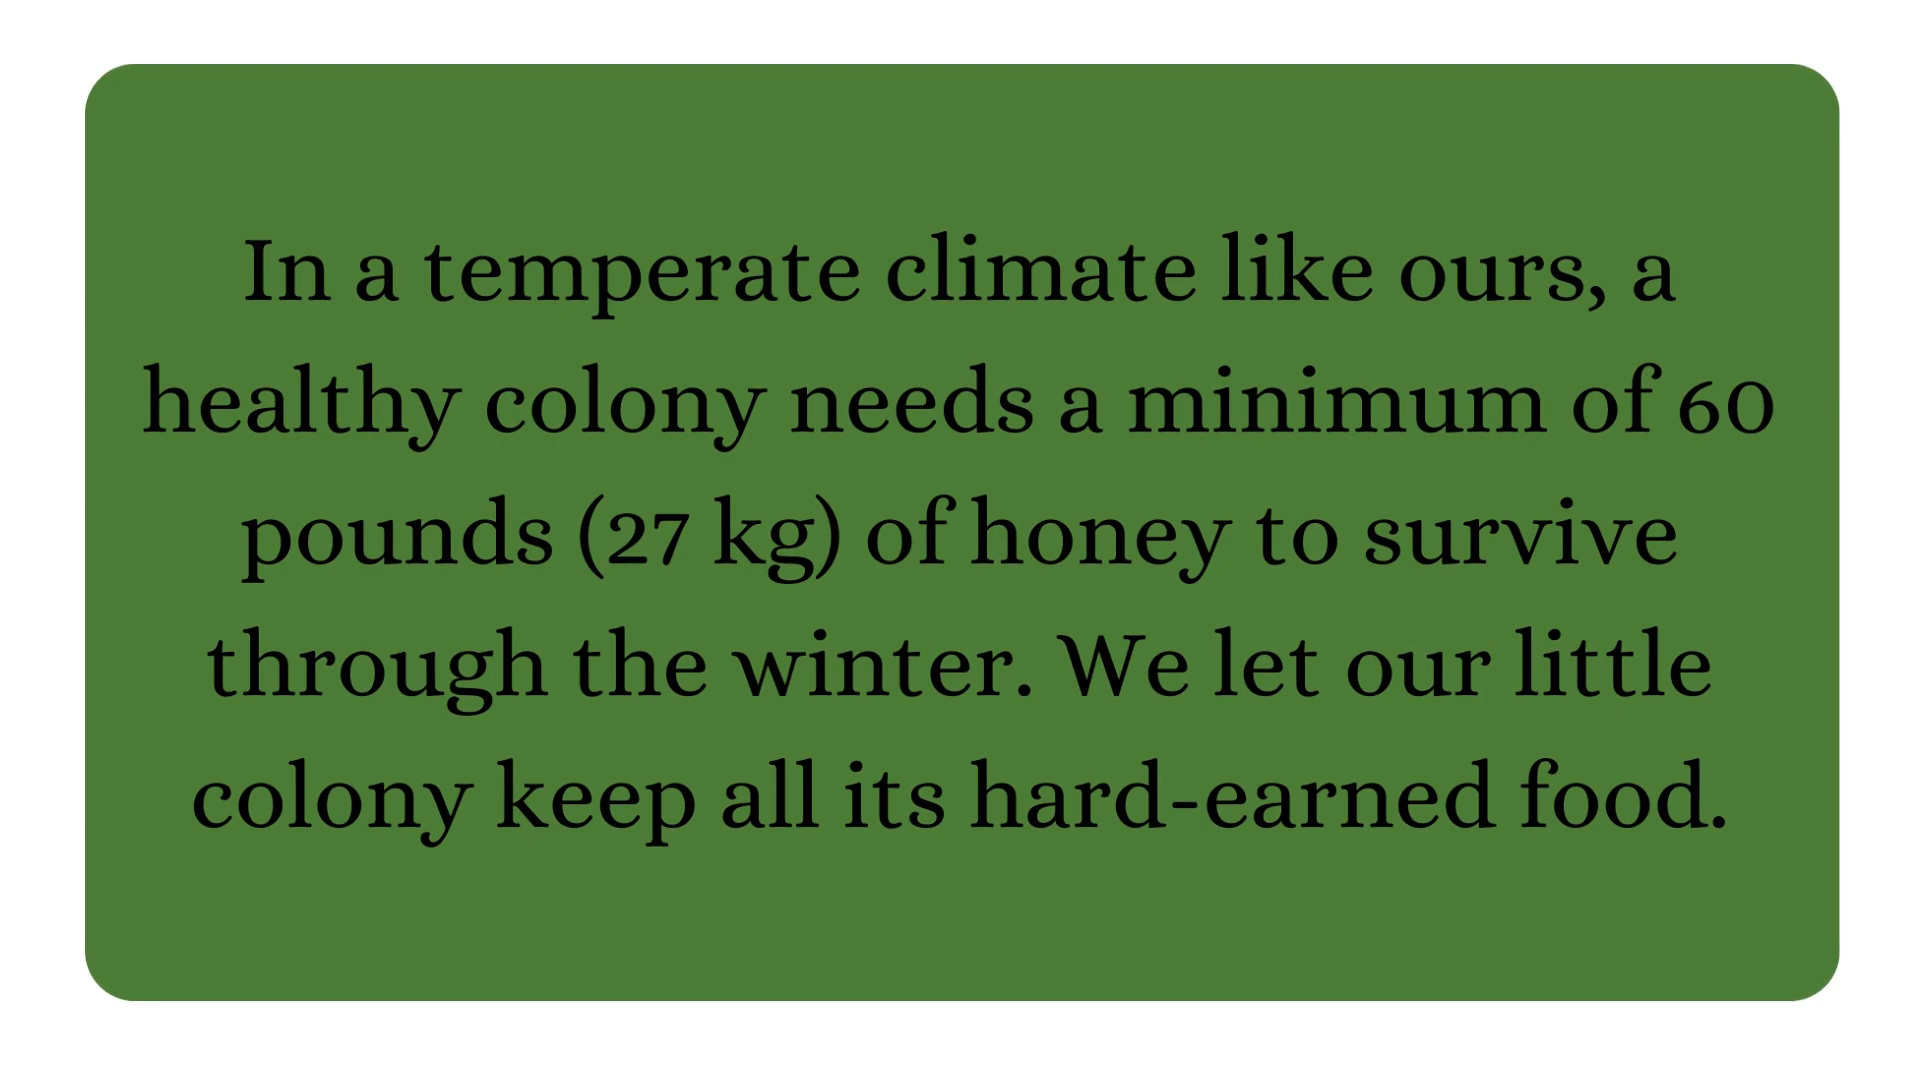 In a temperate climate like ours, a
healthy colony needs a minimum of 60
pounds (27 kg) of honey to survive
through the winter. We let our little
colony keep all its hard-earned food.